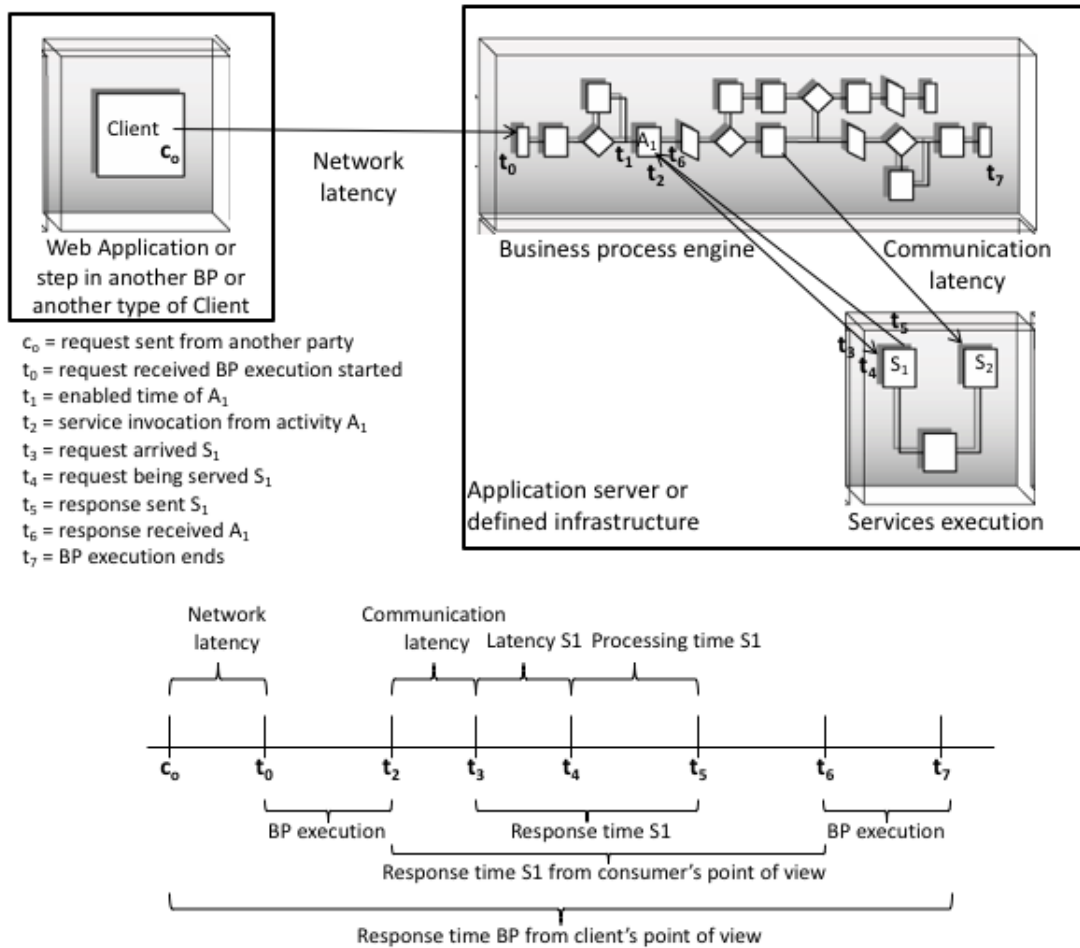 Client
c₀
Network
latency
Web Application or
step in another BP or
another type of Client
t₀
t₁
A₁
t₂
t₆
t₇
Business process engine
Communication
latency
t₅
t₃
t₄
S₁
S₂
Application server or
defined infrastructure
Services execution
c₀ = request sent from another party
t₀ = request received BP execution started
t₁ = enabled time of A₁
t₂ = service invocation from activity A₁
t₃ = request arrived S₁
t₄ = request being served S₁
t₅ = response sent S₁
t₆ = response received A₁
t₇ = BP execution ends
Network
latency
Communication
latency
Latency S1
Processing time S1
c₀ t₀ t₂ t₃ t₄ t₅ t₆ t₇
BP execution
Response time S1
BP execution
Response time S1 from consumer's point of view
Response time BP from client's point of view